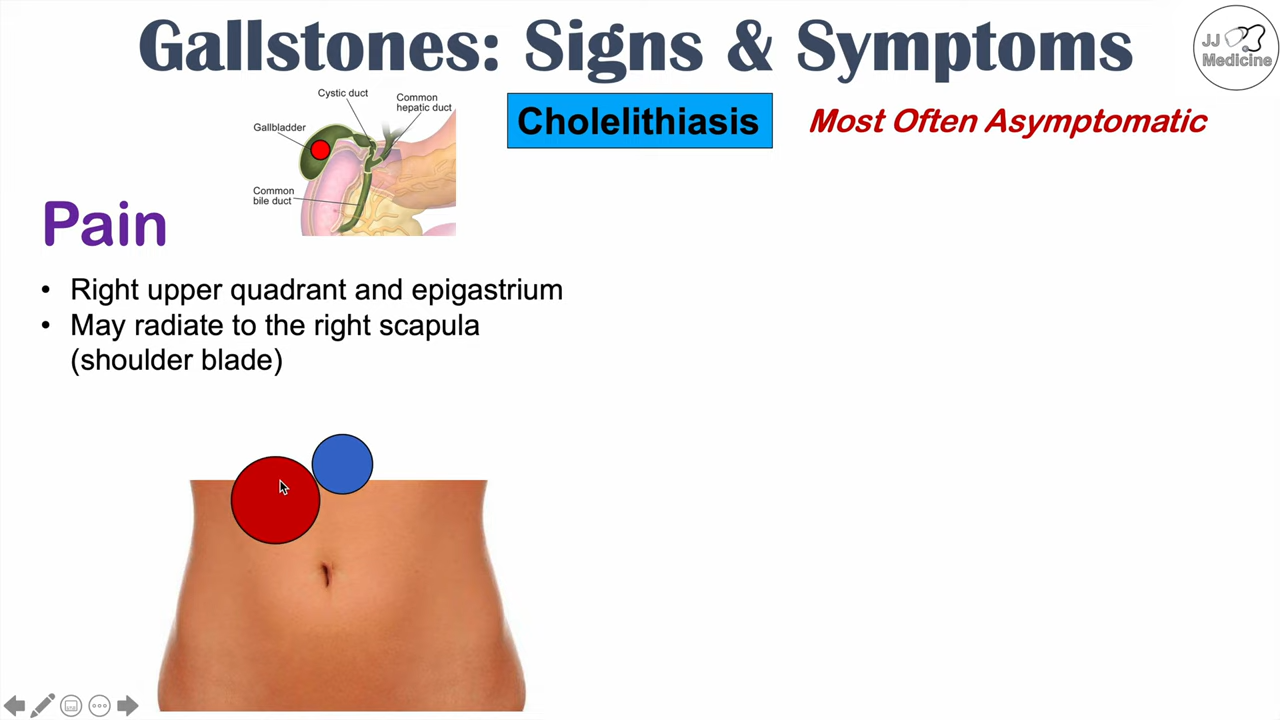 Gallstones: Signs & Symptoms
JJ
Medicine
Cystic duct
Common
hepatic duct
Gallbladder
Common
bile duct
Cholelithiasis
Most Often Asymptomatic
Pain
• Right upper quadrant and epigastrium
• May radiate to the right scapula
(shoulder blade)